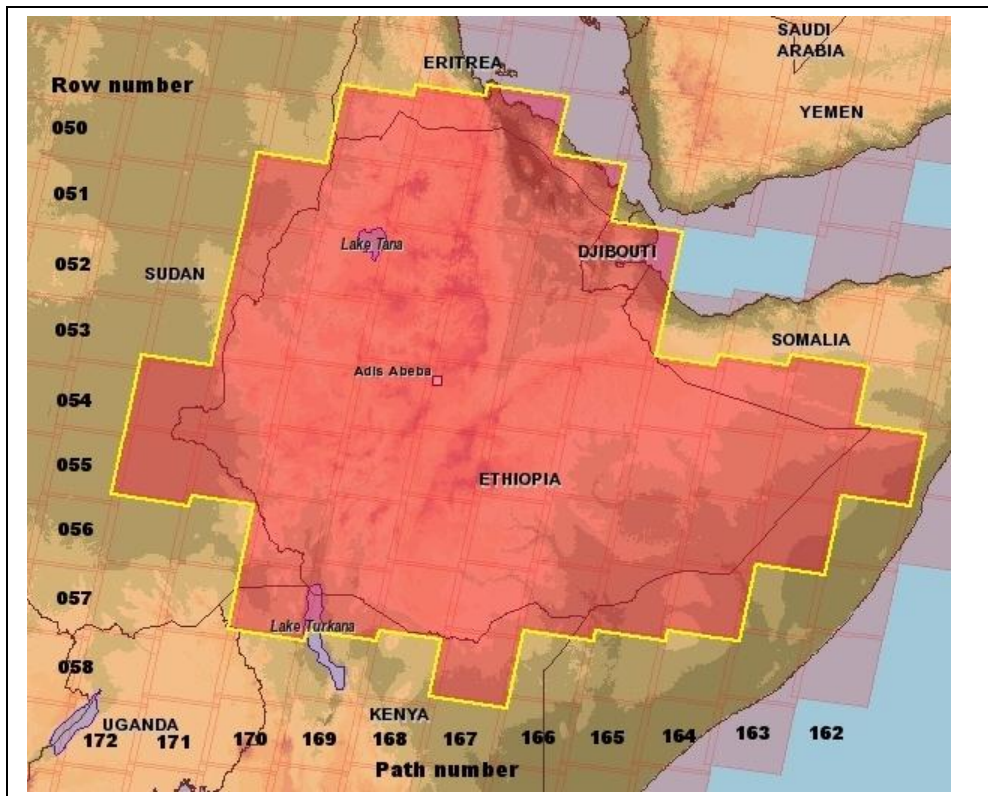 SAUDI
ARABIA
ERITREA
Row number
YEMEN
050
051
Lake Tana
DJIBOUTI
052
SUDAN
053
SOMALIA
Adis Abeba
054
055
ETHIOPIA
056
057
Lake Turkana
058
KENYA
UGANDA
172 171 170 169 168 167 166 165 164 163 162
Path number